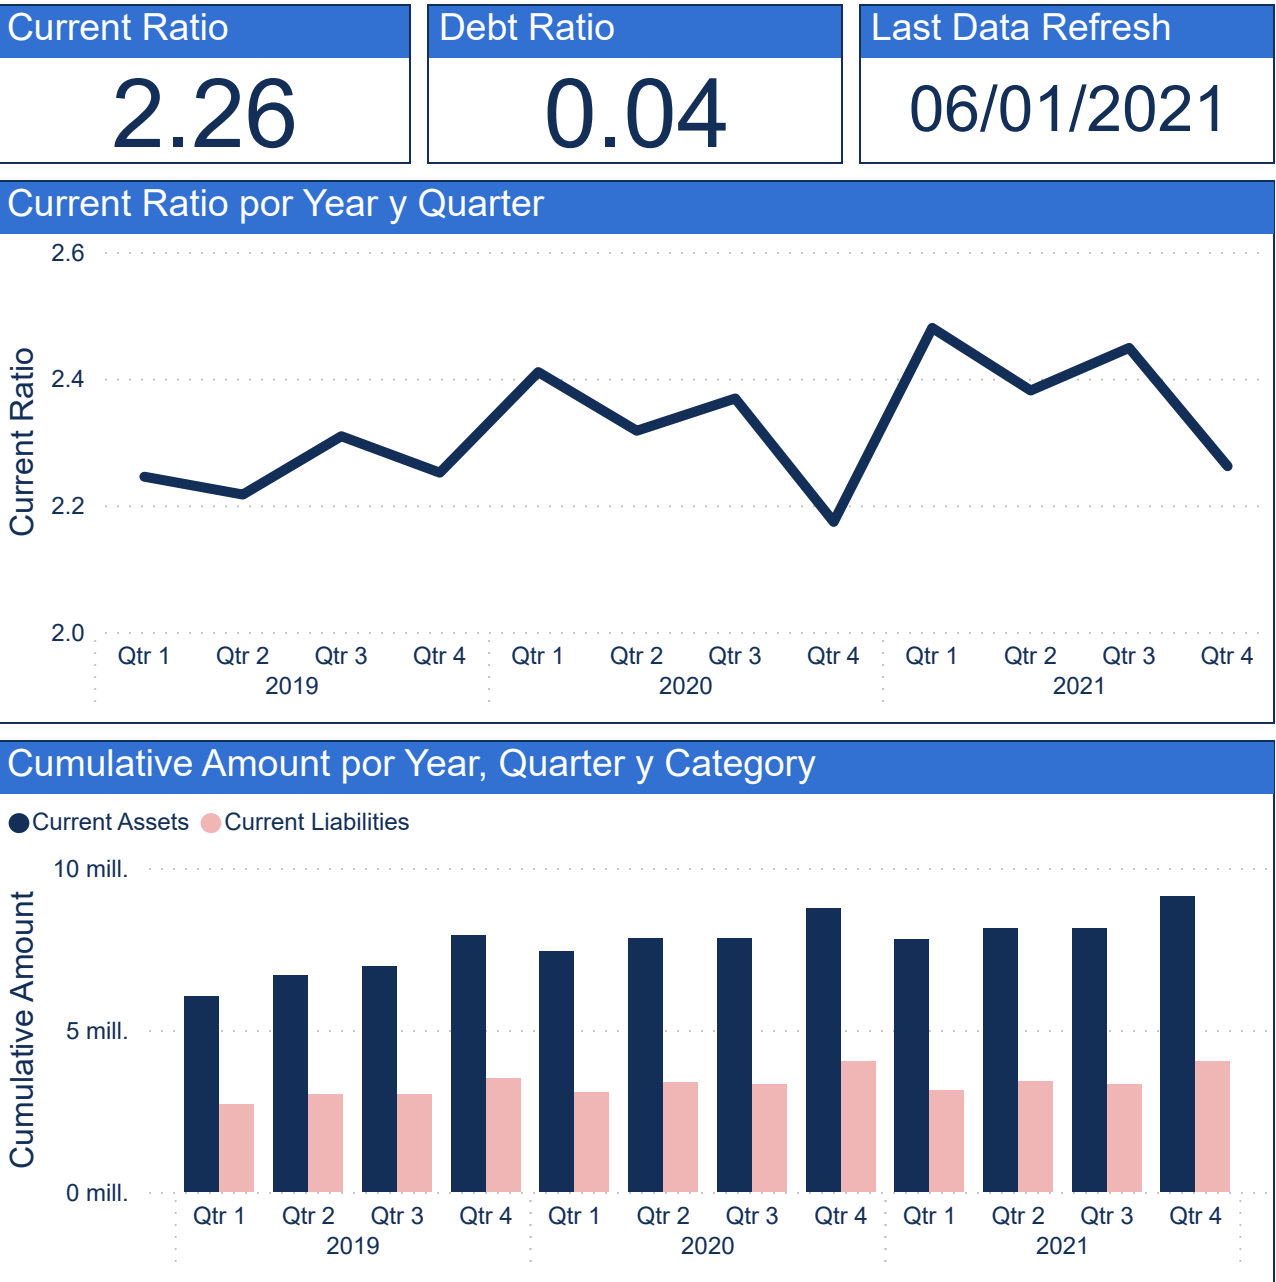 Current Ratio
2.26
Debt Ratio
0.04
Last Data Refresh
06/01/2021
Current Ratio por Year y Quarter
Current Ratio
2.6
2.4
2.2
2.0
Qtr 1 Qtr 2 Qtr 3 Qtr 4 Qtr 1 Qtr 2 Qtr 3 Qtr 4 Qtr 1 Qtr 2 Qtr 3 Qtr 4
2019 2020 2021
Cumulative Amount por Year, Quarter y Category
Current Assets Current Liabilities
Cumulative Amount
10 mill.
5 mill.
0 mill.
Qtr 1 Qtr 2 Qtr 3 Qtr 4 Qtr 1 Qtr 2 Qtr 3 Qtr 4 Qtr 1 Qtr 2 Qtr 3 Qtr 4
2019 2020 2021